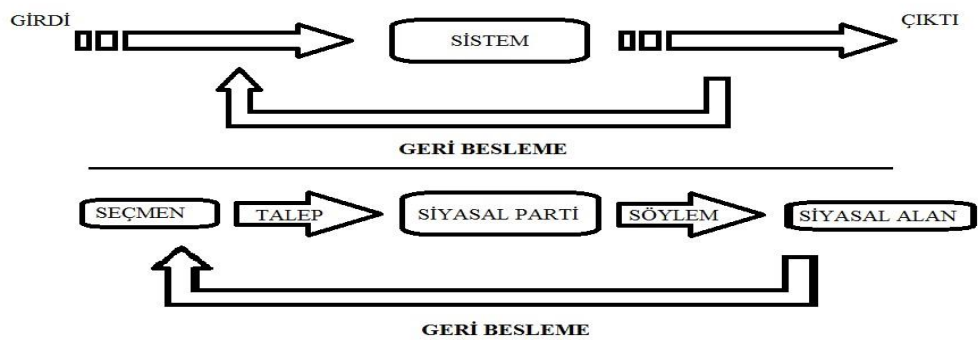 GİRDİ
ÇIKTI
SİSTEM
GERİ BESLEME
SEÇMEN
TALEP
SİYASAL PARTİ
SÖYLEM
SİYASAL ALAN
GERİ BESLEME